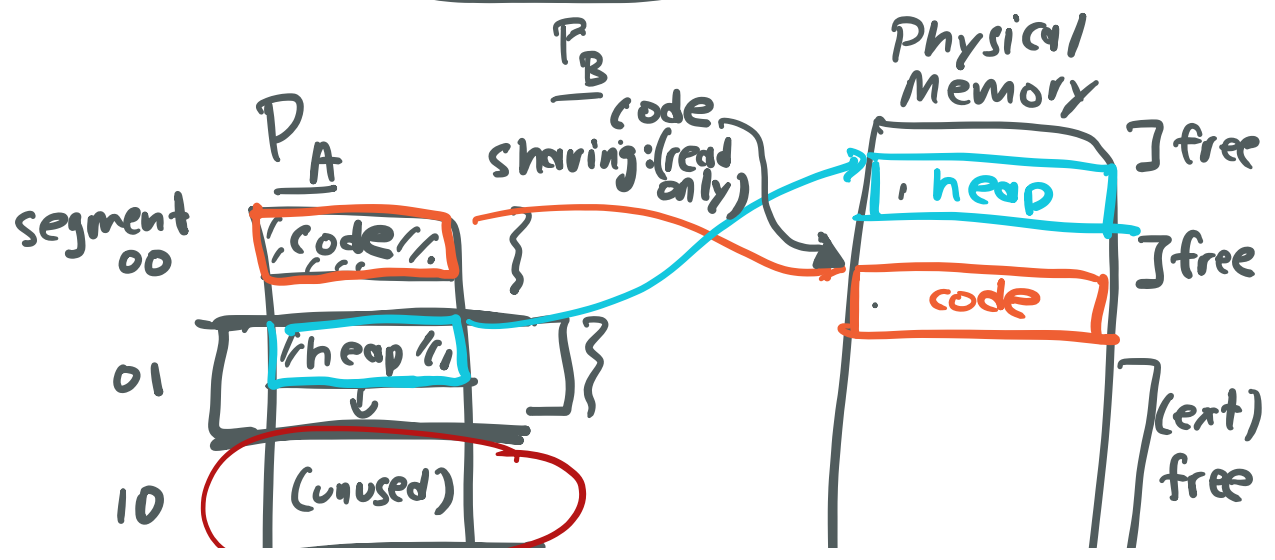 P_A
segment
00
code
heap
01
(unused)
10
P_B
code
sharing:(read
only)
Physical
Memory
free
heap
free
code
(ext)
free